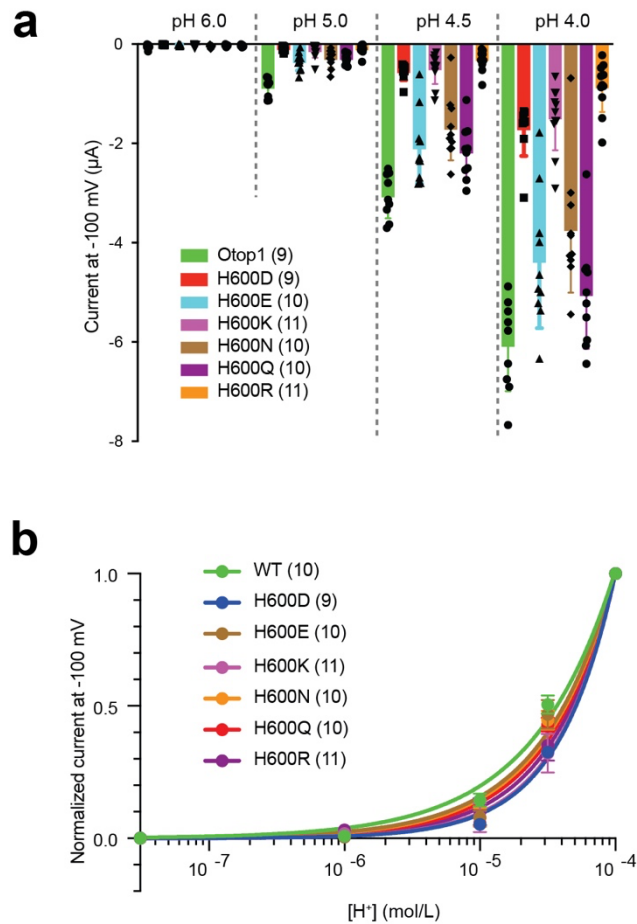 a
pH 6.0 pH 5.0 pH 4.5 pH 4.0
0
-2
-4
-6
-8
Current at -100 mV (µA)
Otop1 (9)
H600D (9)
H600E (10)
H600K (11)
H600N (10)
H600Q (10)
H600R (11)
b
WT (10)
H600D (9)
H600E (10)
H600K (11)
H600N (10)
H600Q (10)
H600R (11)
1.0
0.5
0.0
Normalized current at -100 mV
10⁻⁷ 10⁻⁶ 10⁻⁵ 10⁻⁴
[H⁺] (mol/L)